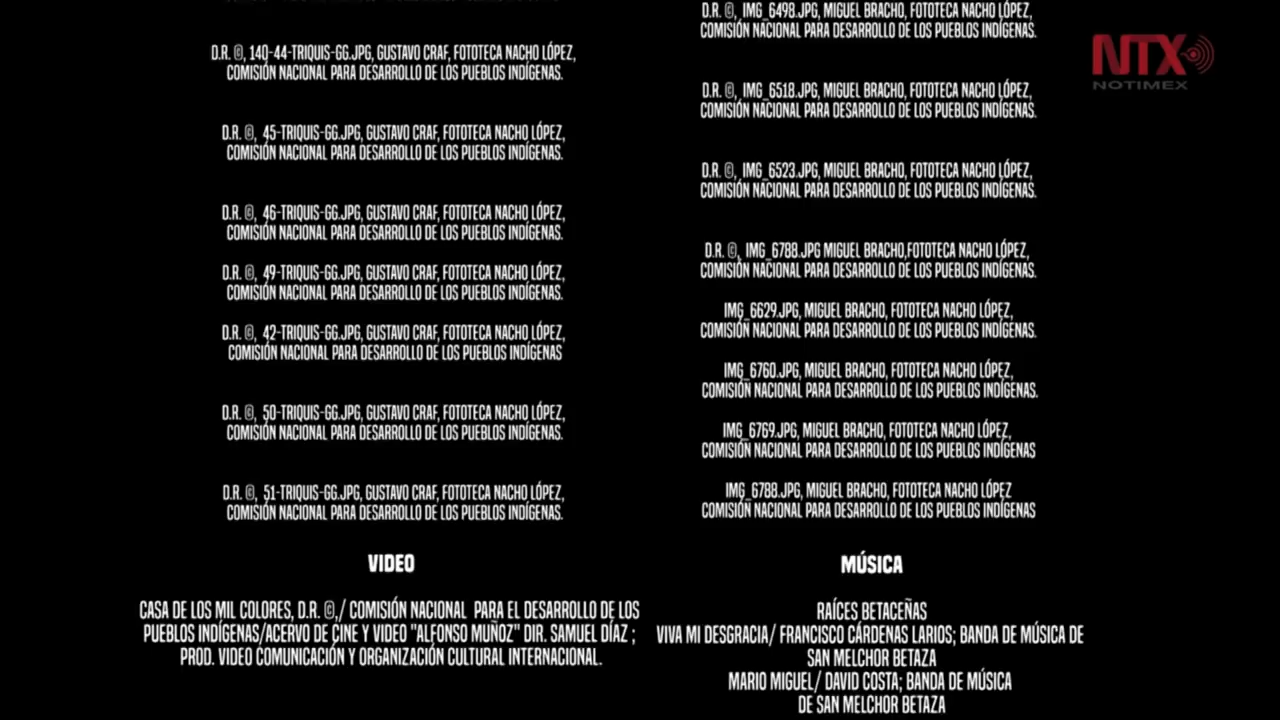 D.R. ©, 140-44-TRIQUIS-GG.JPG, GUSTAVO CRAF, FOTOTECA NACHO LÓPEZ,
COMISIÓN NACIONAL PARA DESARROLLO DE LOS PUEBLOS INDÍGENAS.
D.R. ©, 45-TRIQUIS-GG.JPG, GUSTAVO CRAF, FOTOTECA NACHO LÓPEZ,
COMISIÓN NACIONAL PARA DESARROLLO DE LOS PUEBLOS INDÍGENAS.
D.R. ©, 46-TRIQUIS-GG.JPG, GUSTAVO CRAF, FOTOTECA NACHO LÓPEZ,
COMISIÓN NACIONAL PARA DESARROLLO DE LOS PUEBLOS INDÍGENAS.
D.R. ©, 49-TRIQUIS-GG.JPG, GUSTAVO CRAF, FOTOTECA NACHO LÓPEZ,
COMISIÓN NACIONAL PARA DESARROLLO DE LOS PUEBLOS INDÍGENAS.
D.R. ©, 42-TRIQUIS-GG.JPG, GUSTAVO CRAF, FOTOTECA NACHO LÓPEZ,
COMISIÓN NACIONAL PARA DESARROLLO DE LOS PUEBLOS INDÍGENAS
D.R. ©, 50-TRIQUIS-GG.JPG, GUSTAVO CRAF, FOTOTECA NACHO LÓPEZ,
COMISIÓN NACIONAL PARA DESARROLLO DE LOS PUEBLOS INDÍGENAS.
D.R. ©, 51-TRIQUIS-GG.JPG, GUSTAVO CRAF, FOTOTECA NACHO LÓPEZ,
COMISIÓN NACIONAL PARA DESARROLLO DE LOS PUEBLOS INDÍGENAS.
VIDEO
CASA DE LOS MIL COLORES, D.R. ©,/ COMISIÓN NACIONAL PARA EL DESARROLLO DE LOS
PUEBLOS INDÍGENAS/ACERVO DE CINE Y VIDEO "ALFONSO MUÑOZ" DIR. SAMUEL DÍAZ ;
PROD. VIDEO COMUNICACIÓN Y ORGANIZACIÓN CULTURAL INTERNACIONAL.
D.R. ©, IMG_6498.JPG, MIGUEL BRACHO, FOTOTECA NACHO LÓPEZ,
COMISIÓN NACIONAL PARA DESARROLLO DE LOS PUEBLOS INDÍGENAS.
D.R. ©, IMG_6518.JPG, MIGUEL BRACHO, FOTOTECA NACHO LÓPEZ,
COMISIÓN NACIONAL PARA DESARROLLO DE LOS PUEBLOS INDÍGENAS.
D.R. ©, IMG_6523.JPG, MIGUEL BRACHO, FOTOTECA NACHO LÓPEZ,
COMISIÓN NACIONAL PARA DESARROLLO DE LOS PUEBLOS INDÍGENAS.
D.R. ©, IMG_6788.JPG MIGUEL BRACHO,FOTOTECA NACHO LÓPEZ,
COMISIÓN NACIONAL PARA DESARROLLO DE LOS PUEBLOS INDÍGENAS.
IMG_6629.JPG, MIGUEL BRACHO, FOTOTECA NACHO LÓPEZ,
COMISIÓN NACIONAL PARA DESARROLLO DE LOS PUEBLOS INDÍGENAS.
IMG_6760.JPG, MIGUEL BRACHO, FOTOTECA NACHO LÓPEZ,
COMISIÓN NACIONAL PARA DESARROLLO DE LOS PUEBLOS INDÍGENAS.
IMG_6769.JPG, MIGUEL BRACHO, FOTOTECA NACHO LÓPEZ,
COMISIÓN NACIONAL PARA DESARROLLO DE LOS PUEBLOS INDÍGENAS
IMG_6788.JPG, MIGUEL BRACHO, FOTOTECA NACHO LÓPEZ
COMISIÓN NACIONAL PARA DESARROLLO DE LOS PUEBLOS INDÍGENAS
MÚSICA
RAÍCES BETACEÑAS
VIVA MI DESGRACIA/ FRANCISCO CÁRDENAS LARIOS; BANDA DE MÚSICA DE
SAN MELCHOR BETAZA
MARIO MIGUEL/ DAVID COSTA; BANDA DE MÚSICA
DE SAN MELCHOR BETAZA
NTX
NOTIMEX